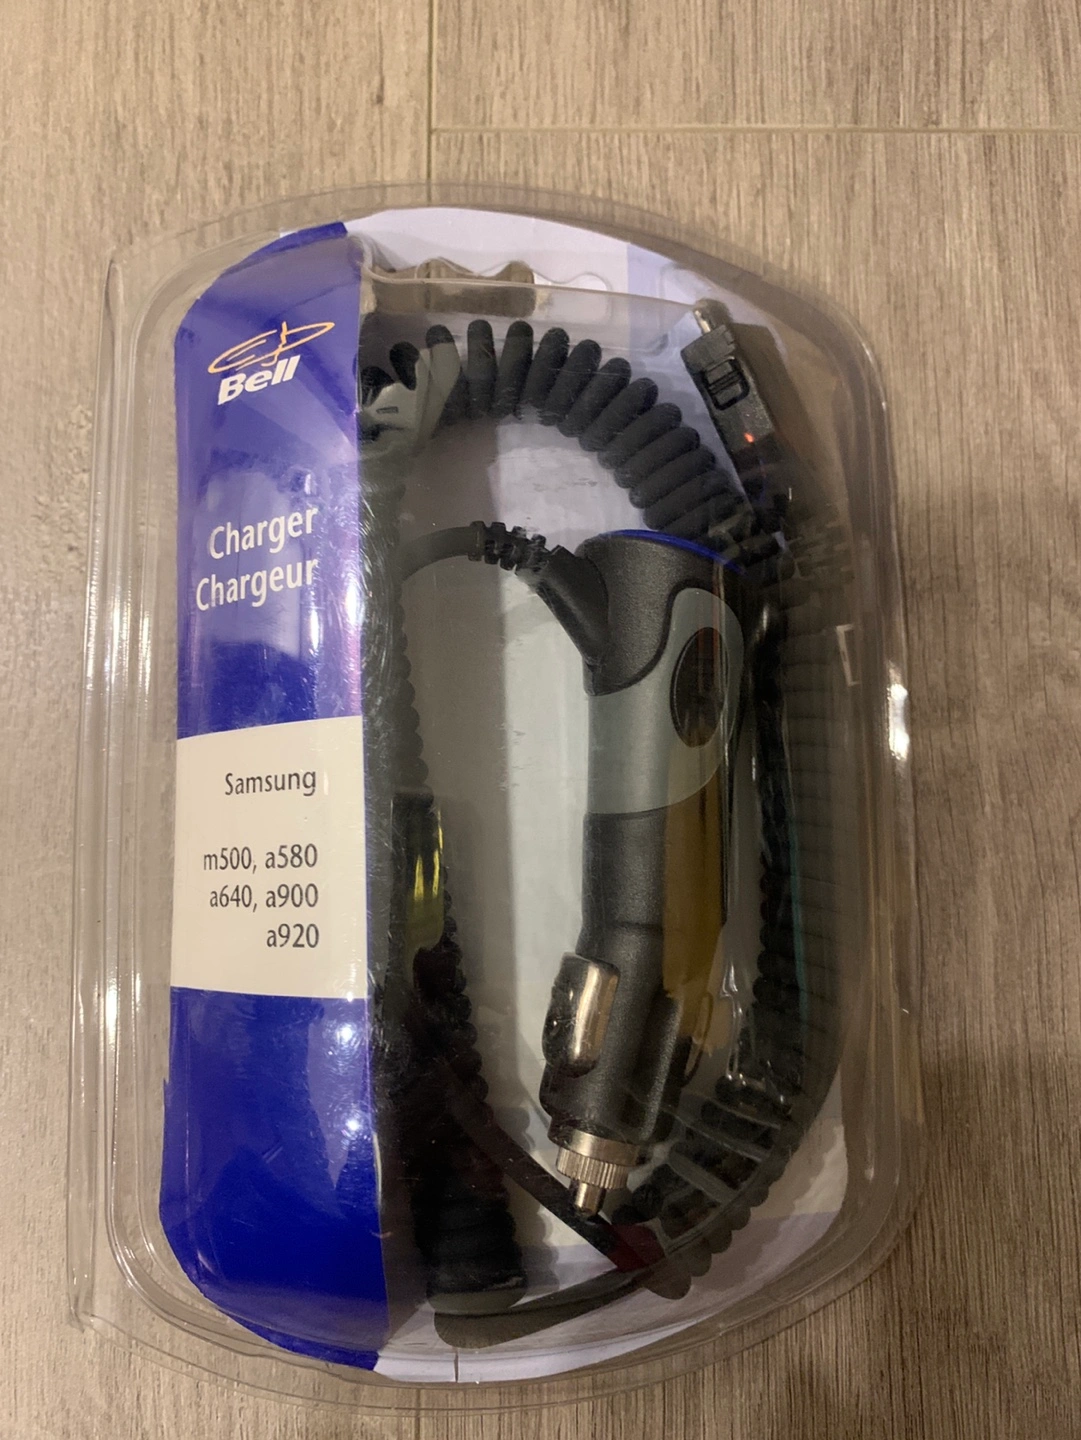 Bell
Charger
Chargeur
Samsung
m500, a580
a640, a900
a920